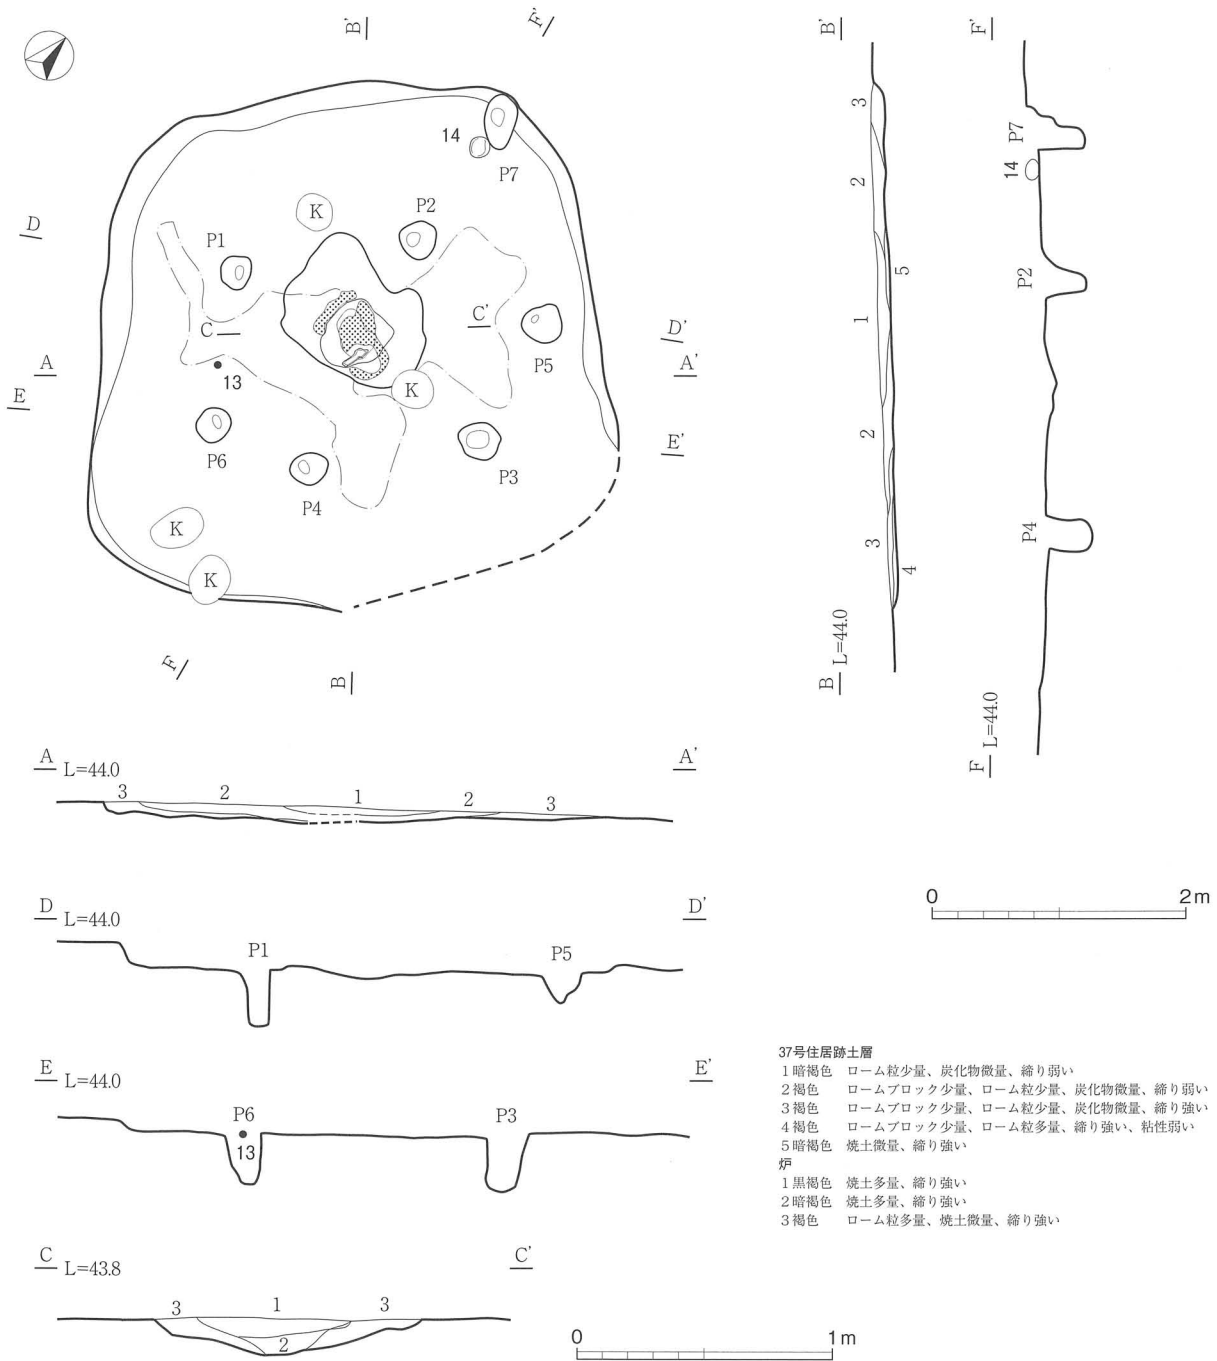 B'
F'
14
P7
K
P2
D
P1
C
C'
D'
P5
A
A'
13
K
E
E'
P6
P3
P4
K
K
F
B
B'
3
2
5
1
2
3
4
B L=44.0
F'
P7
14
P2
P4
F L=44.0
A L=44.0 A'
3 2 1 2 3
D L=44.0 D'
P1 P5
0 2m
E L=44.0 E'
P6 P3
13
37号住居跡土層
1暗褐色 ローム粒少量、炭化物微量、締り弱い
2褐色 ロームブロック少量、ローム粒少量、炭化物微量、締り弱い
3褐色 ロームブロック少量、ローム粒少量、炭化物微量、締り強い
4褐色 ロームブロック少量、ローム粒多量、締り強い、粘性弱い
5暗褐色 焼土微量、締り強い
炉
1黒褐色 焼土多量、締り強い
2暗褐色 焼土多量、締り強い
3褐色 ローム粒多量、焼土微量、締り強い
C L=43.8 C'
3 1 3
2
0 1m